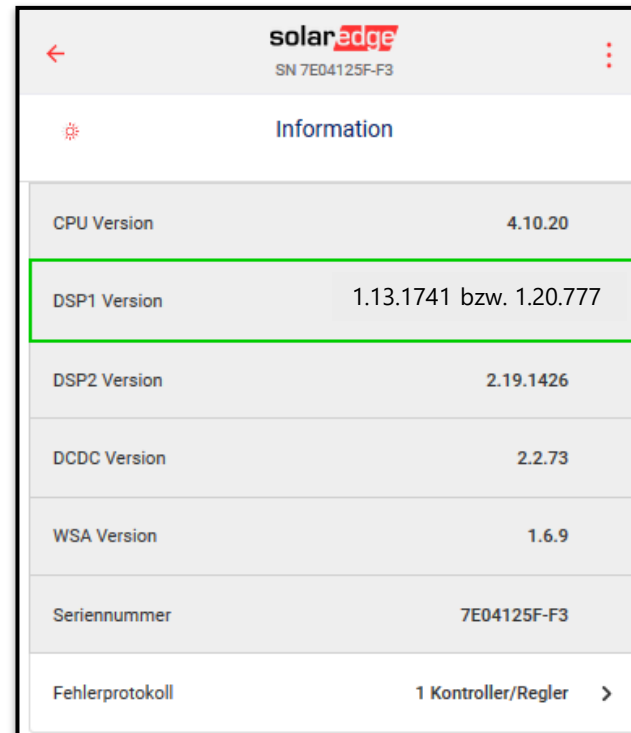 solaredge
SN 7E04125F-F3
Information
CPU Version 4.10.20
DSP1 Version 1.13.1741 bzw. 1.20.777
DSP2 Version 2.19.1426
DCDC Version 2.2.73
WSA Version 1.6.9
Seriennummer 7E04125F-F3
Fehlerprotokoll 1 Kontroller/Regler